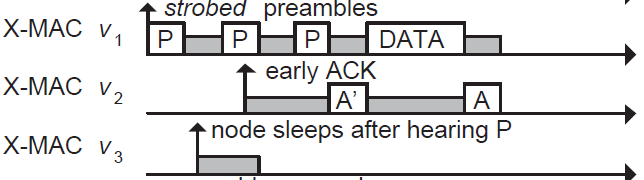 strobed preambles
X-MAC v1 P P P DATA
early ACK
X-MAC v2 A' A
node sleeps after hearing P
X-MAC v3